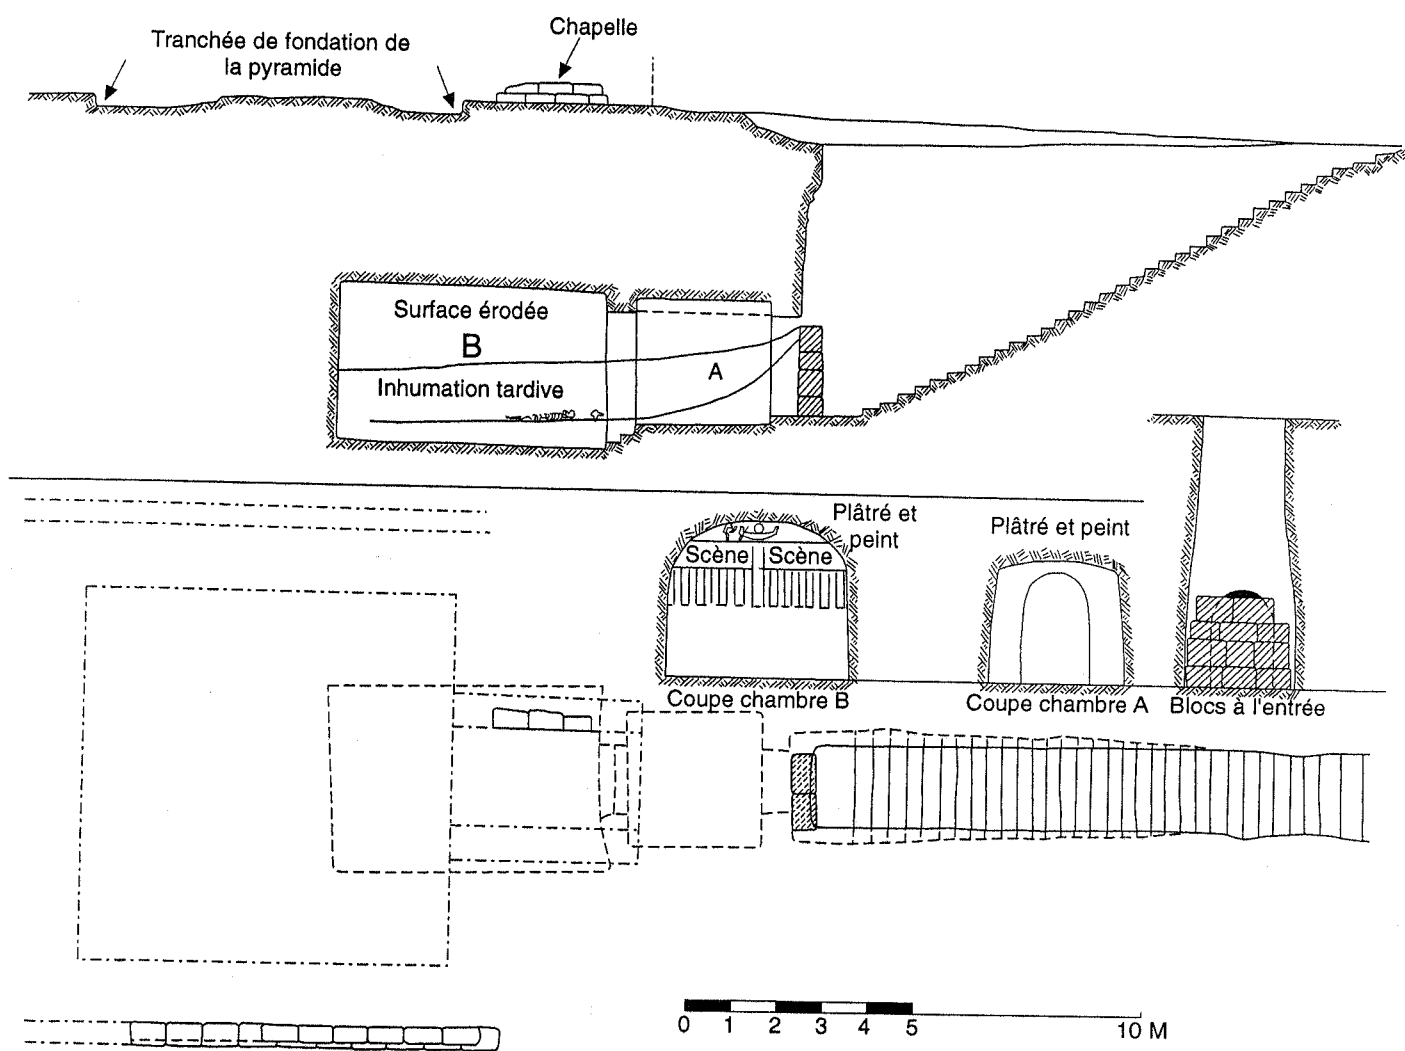 Chapelle
Tranchée de fondation de
la pyramide
Surface érodée
B
A
Inhumation tardive
Plâtré et
peint
Plâtré et peint
Scène
Scène
Coupe chambre B
Coupe chambre A
Blocs à l'entrée
0 1 2 3 4 5 10 M